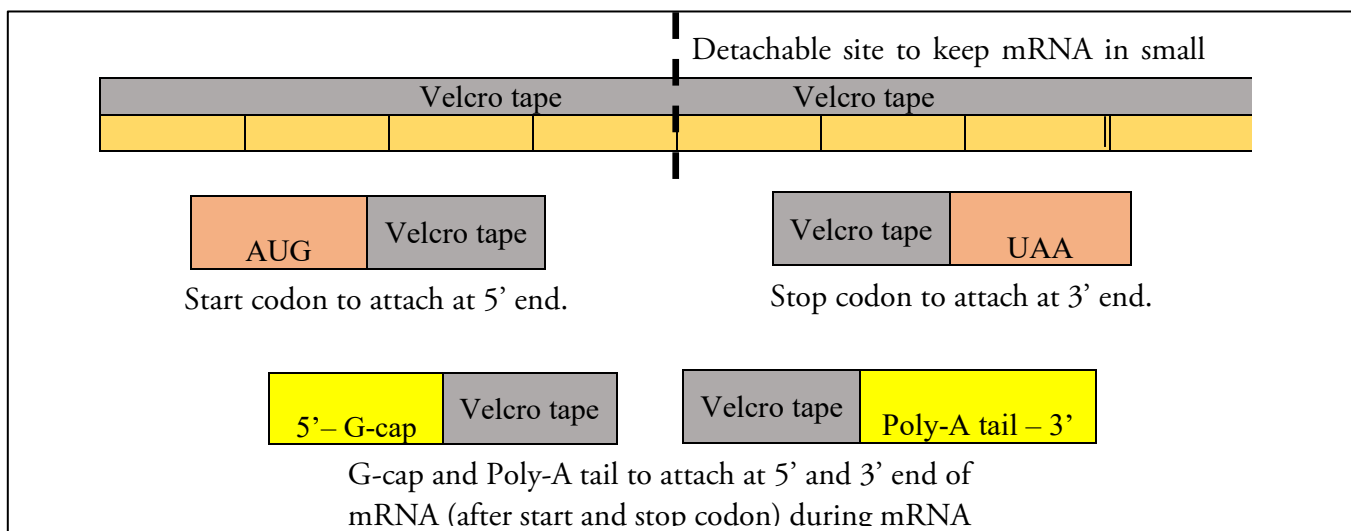 Detachable site to keep mRNA in small
Velcro tape Velcro tape
AUG Velcro tape Velcro tape UAA
Start codon to attach at 5’ end. Stop codon to attach at 3’ end.
5’– G-cap Velcro tape Velcro tape Poly-A tail – 3’
G-cap and Poly-A tail to attach at 5’ and 3’ end of
mRNA (after start and stop codon) during mRNA